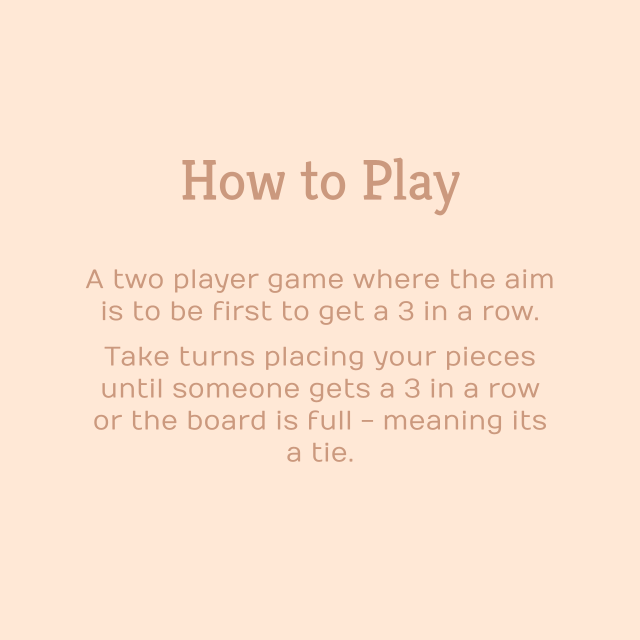 How to Play
A two player game where the aim
is to be first to get a 3 in a row.
Take turns placing your pieces
until someone gets a 3 in a row
or the board is full - meaning its
a tie.